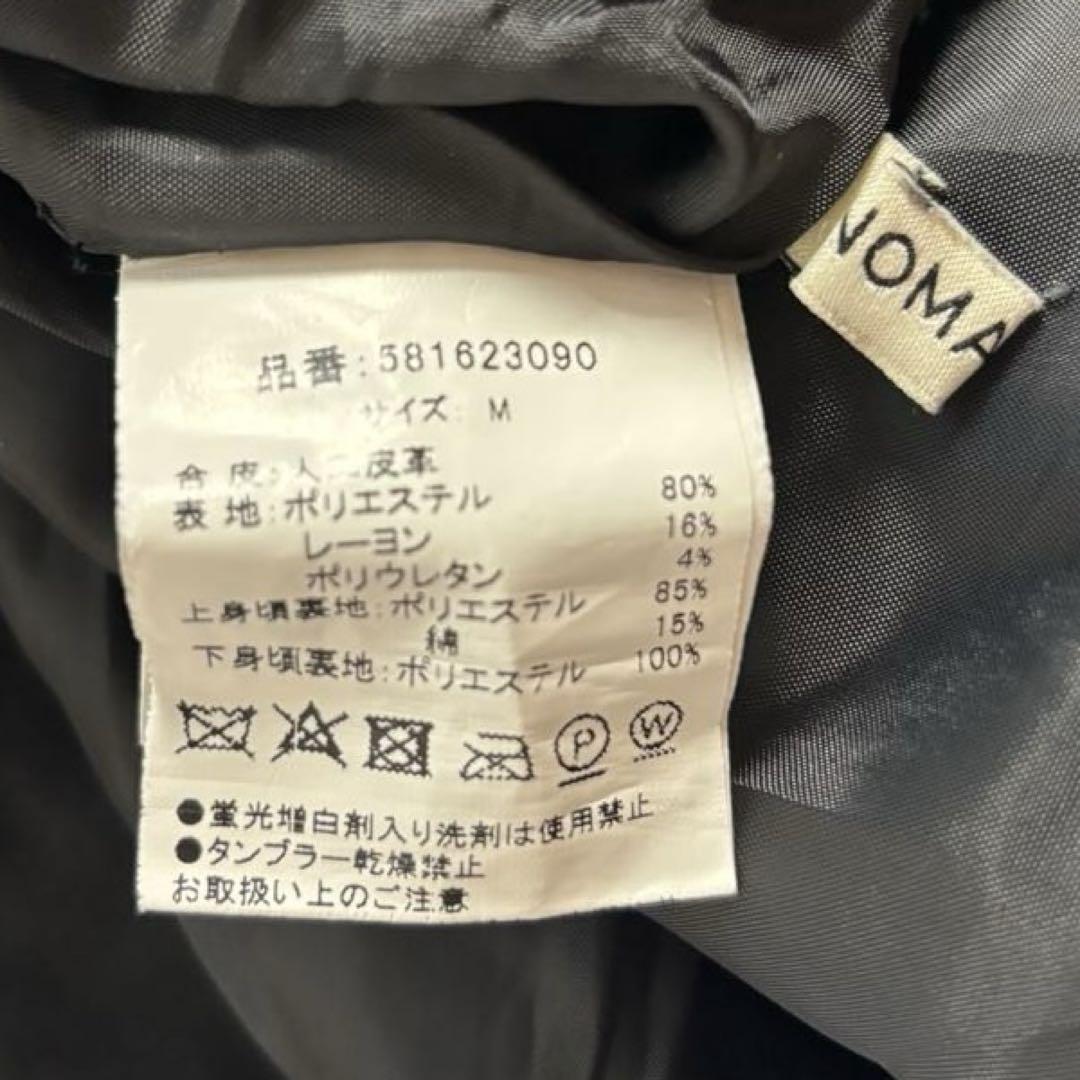 品番:581623090
サイズ: M
合 皮:人工皮革
表 地:ポリエステル 80%
レーヨン 16%
ポリウレタン 4%
上身頃裏地:ポリエステル 85%
綿 15%
下身頃裏地:ポリエステル 100%
P W
●蛍光増白剤入り洗剤は使用禁止
●タンブラー乾燥禁止
お取扱い上のご注意
NOMA